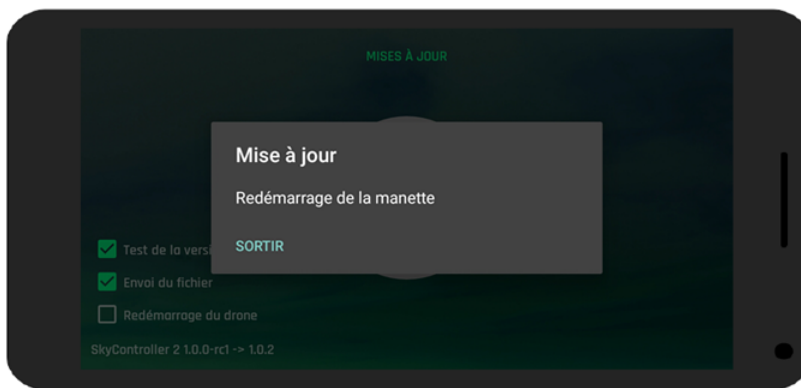 MISES À JOUR
Mise à jour
Redémarrage de la manette
SORTIR
Test de la versi
Envoi du fichier
Redémarrage du drone
SkyController 2 1.0.0-rc1 -> 1.0.2